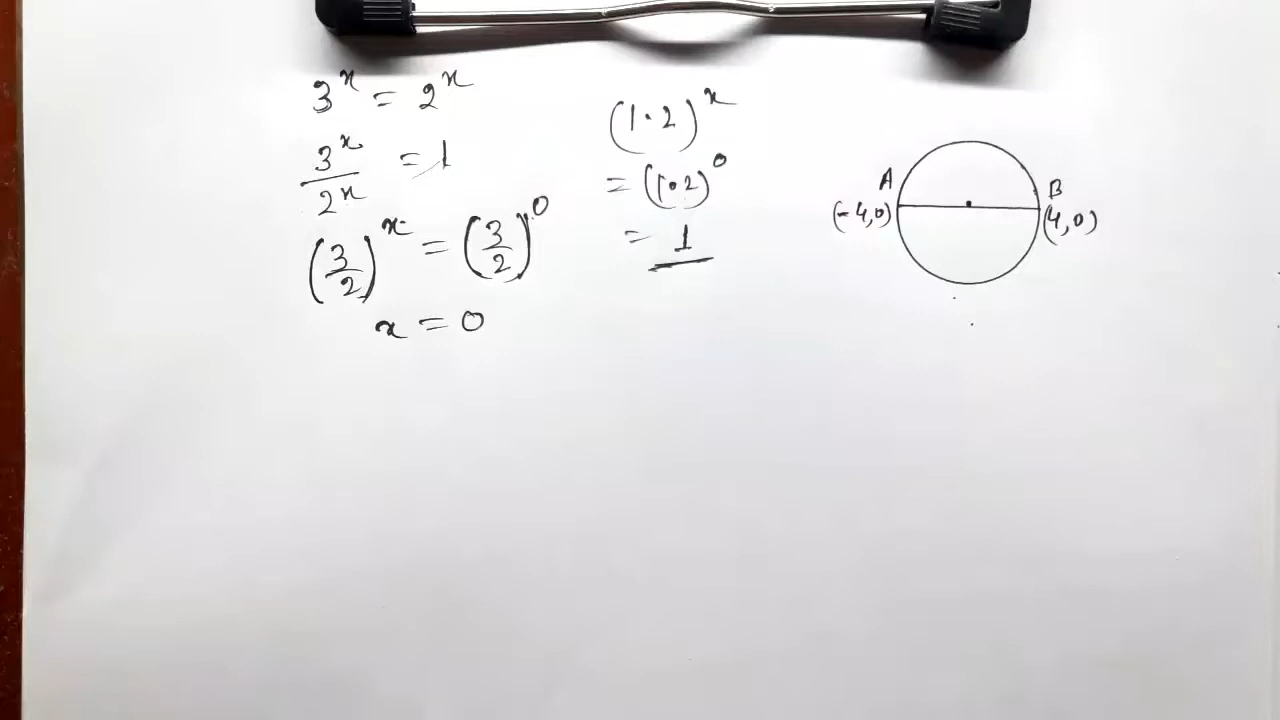 3^x = 2^x
3^x / 2^x = 1
(3/2)^x = (3/2)^0
x = 0
(1.2)^x
= (1.2)^0
= 1
A B
(-4,0) (4,0)